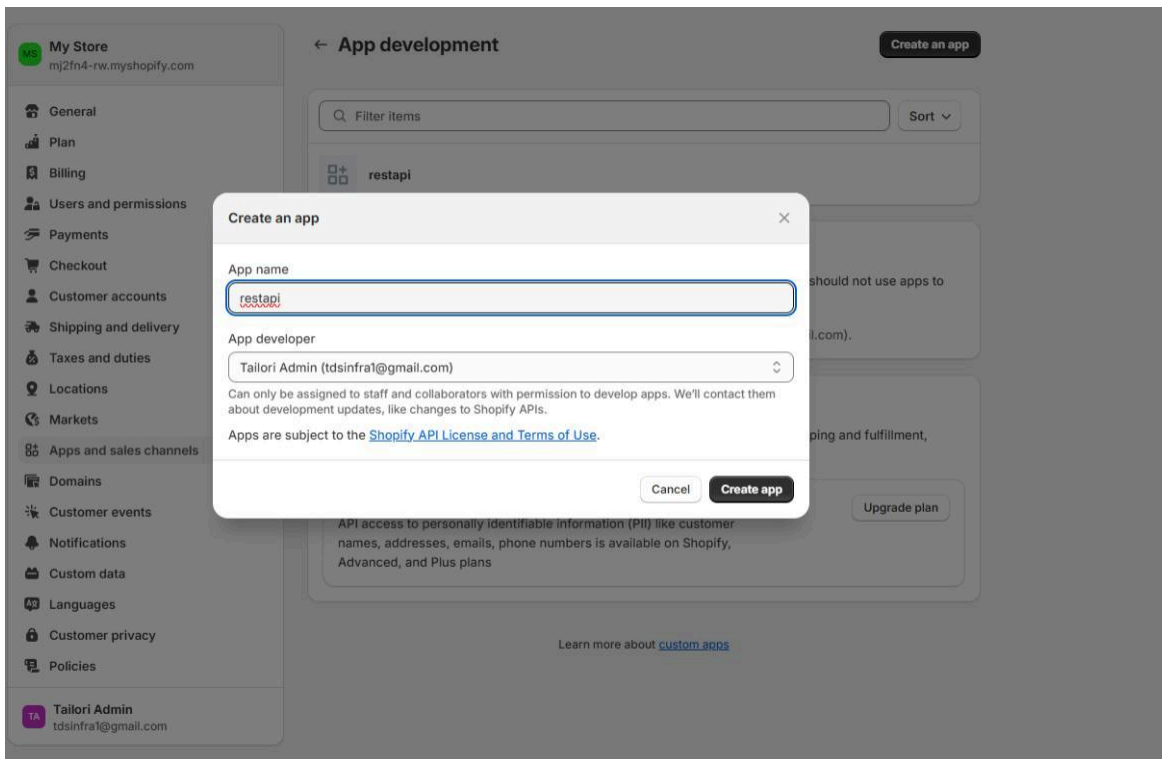 MS
My Store
mj2fn4-rw.myshopify.com
General
Plan
Billing
Users and permissions
Payments
Checkout
Customer accounts
Shipping and delivery
Taxes and duties
Locations
Markets
Apps and sales channels
Domains
Customer events
Notifications
Custom data
Languages
Customer privacy
Policies
TA
Tailori Admin
tdsinfra1@gmail.com
← App development
Create an app
Filter items
Sort
restapi
should not use apps to
l.com).
ping and fulfillment,
Create an app
App name
restapi
App developer
Tailori Admin (tdsinfra1@gmail.com)
Can only be assigned to staff and collaborators with permission to develop apps. We'll contact them
about development updates, like changes to Shopify APIs.
Apps are subject to the Shopify API License and Terms of Use.
Cancel
Create app
API access to personally identifiable information (PII) like customer
names, addresses, emails, phone numbers is available on Shopify,
Advanced, and Plus plans
Upgrade plan
Learn more about custom apps